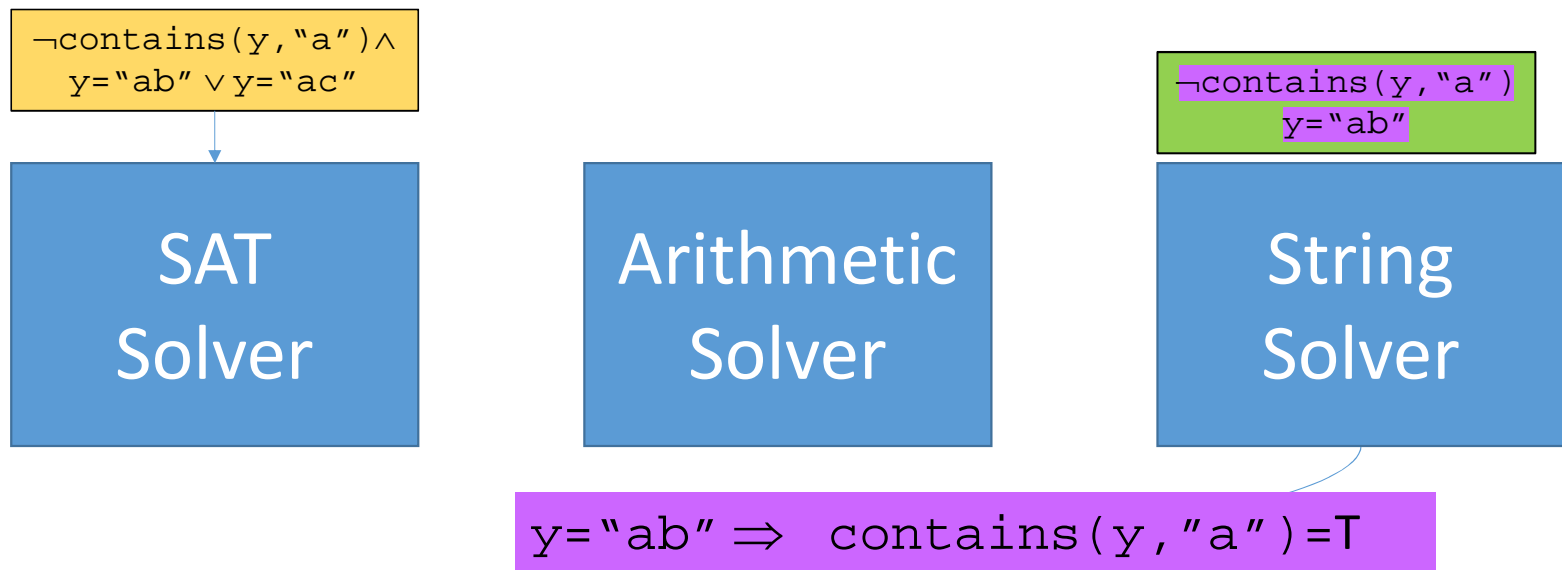 ¬contains(y,“a”)∧
y=“ab” ∨ y=“ac”
¬contains(y,“a”)
y=“ab”
SAT
Solver
Arithmetic
Solver
String
Solver
y=“ab” ⇒ contains(y,”a”)=T